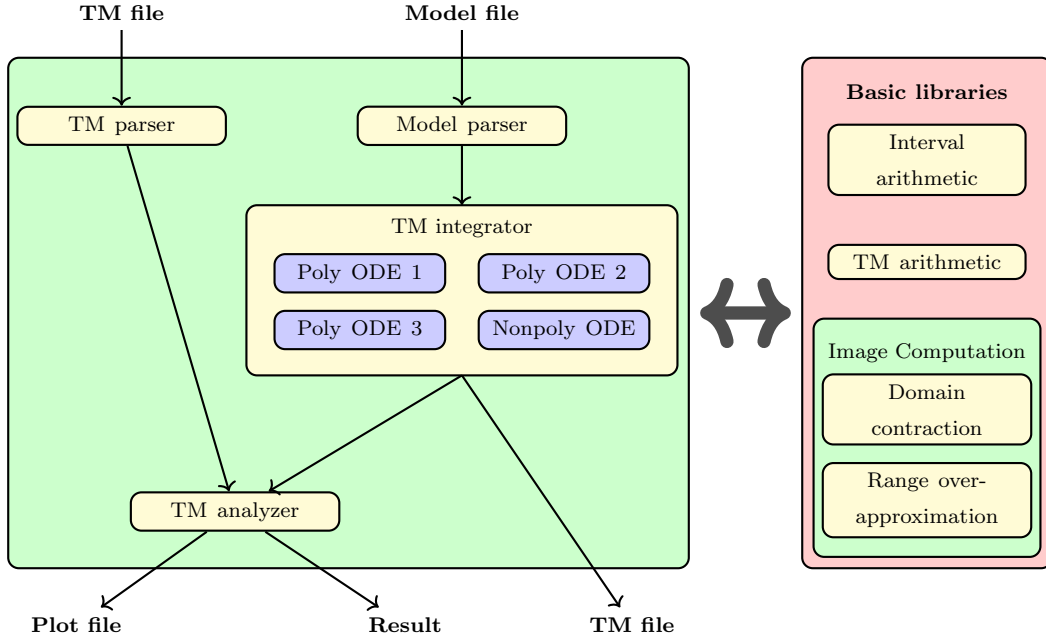 TM file
Model file
TM parser
Model parser
TM integrator
Poly ODE 1
Poly ODE 2
Poly ODE 3
Nonpoly ODE
TM analyzer
Plot file
Result
TM file
Basic libraries
Interval
arithmetic
TM arithmetic
Image Computation
Domain
contraction
Range over-
approximation